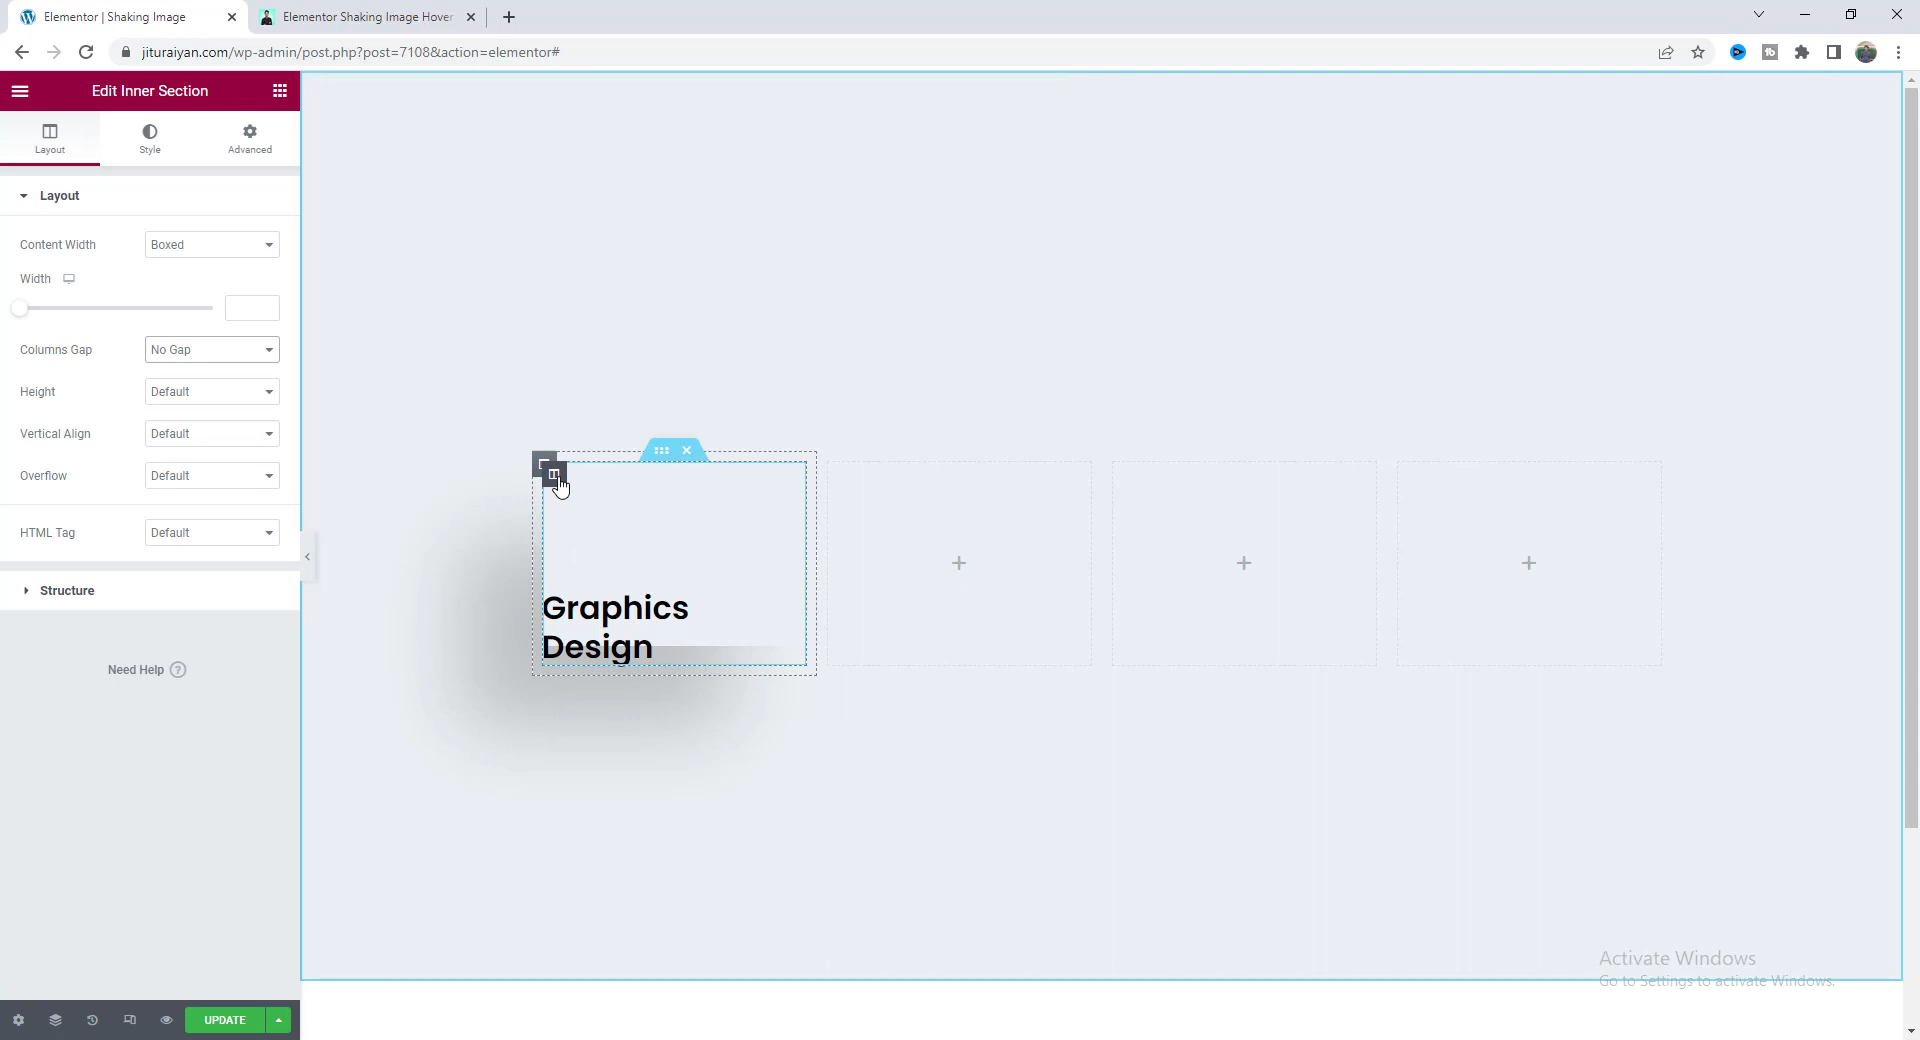 Elementor | Shaking Image
Elementor Shaking Image Hover
jituraiyan.com/wp-admin/post.php?post=7108&action=elementor#
Edit Inner Section
Layout
Style
Advanced
Layout
Content Width
Boxed
Width
Columns Gap
No Gap
Height
Default
Vertical Align
Default
Overflow
Default
HTML Tag
Default
Structure
Need Help
UPDATE
Graphics
Design
Activate Windows
Go to Settings to activate Windows.